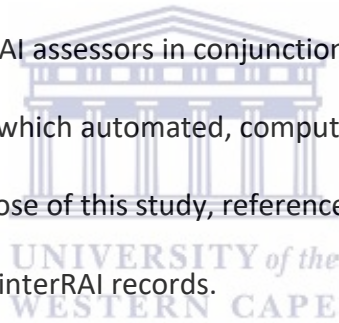 AI assessors in conjunction
which automated, comput
ose of this study, reference
UNIVERSITY of the
interRAI records.
WESTERN CAPE